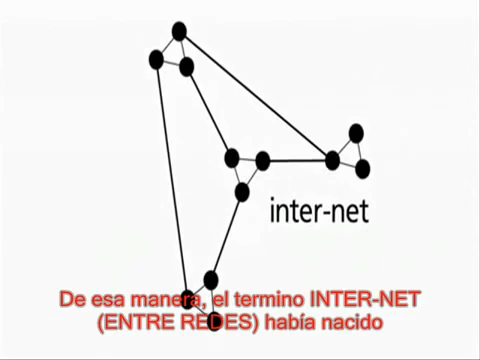 inter-net
De esa manera, el termino INTER-NET
(ENTRE REDES) había nacido